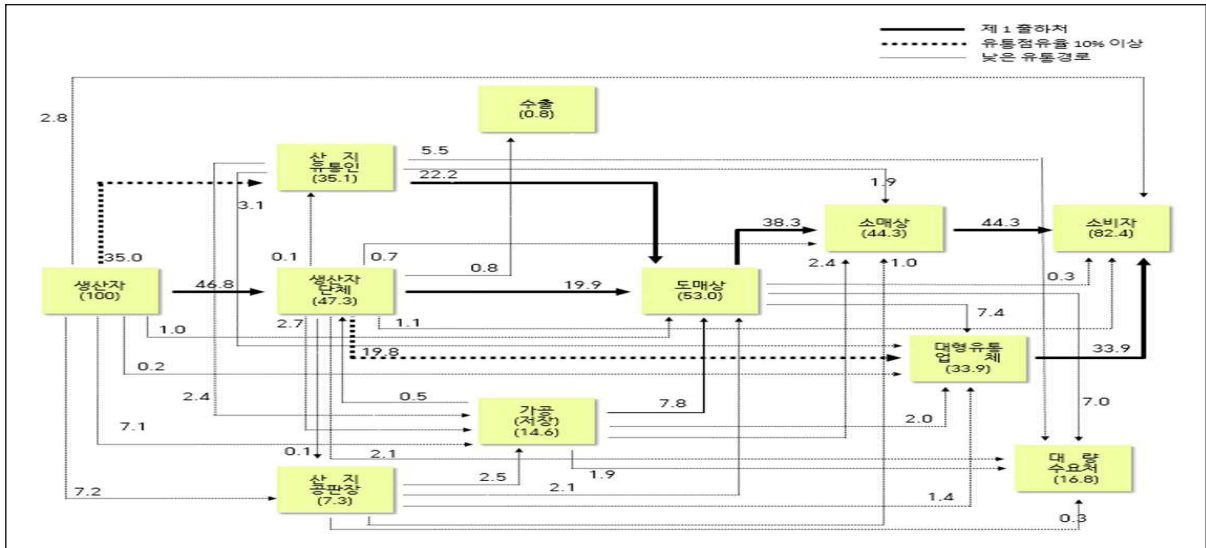 제 1 출하처
유통점유율 10% 이상
낮은 유통경로
2.8
수출
(0.8)
산 지
유통인
(35.1)
5.5
22.2
1.9
3.1
소매상
(44.3)
38.3
44.3
소비자
(82.4)
35.0
0.1
0.7
0.8
2.4
1.0
생산자
(100)
46.8
생산자
단체
(47.3)
19.9
도매상
(53.0)
0.3
2.7
1.0
1.1
7.4
19.8
대형유통
업 체
(33.9)
33.9
0.2
2.4
0.5
가공
(저장)
(14.6)
7.8
2.0
7.0
7.1
0.1
2.1
대 량
수요처
(16.8)
산 지
공판장
(7.3)
2.5
1.9
7.2
2.1
1.4
0.3